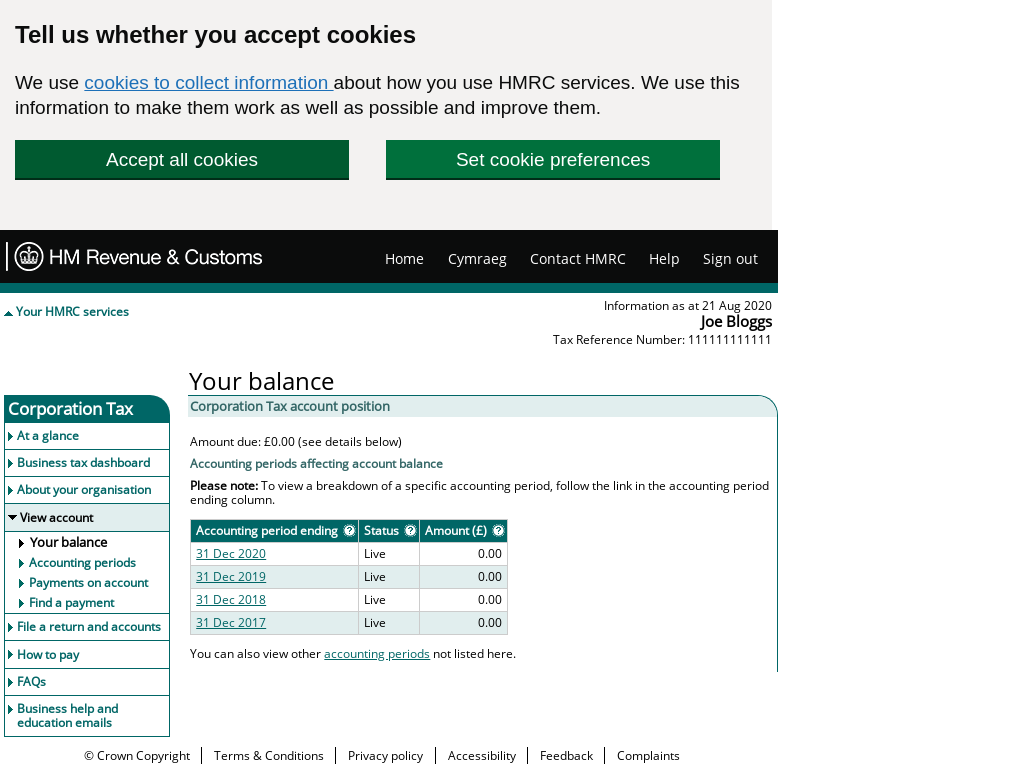 Tell us whether you accept cookies
We use cookies to collect information about how you use HMRC services. We use this
information to make them work as well as possible and improve them.
Accept all cookies
Set cookie preferences
HM Revenue & Customs
Home
Cymraeg
Contact HMRC
Help
Sign out
Your HMRC services
Information as at 21 Aug 2020
Joe Bloggs
Tax Reference Number: 111111111111
Corporation Tax
At a glance
Business tax dashboard
About your organisation
View account
Your balance
Accounting periods
Payments on account
Find a payment
File a return and accounts
How to pay
FAQs
Business help and
education emails
Your balance
Corporation Tax account position
Amount due: £0.00 (see details below)
Accounting periods affecting account balance
Please note: To view a breakdown of a specific accounting period, follow the link in the accounting period
ending column.
Accounting period ending ? Status ? Amount (£) ?
31 Dec 2020 Live 0.00
31 Dec 2019 Live 0.00
31 Dec 2018 Live 0.00
31 Dec 2017 Live 0.00
You can also view other accounting periods not listed here.
© Crown Copyright
Terms & Conditions
Privacy policy
Accessibility
Feedback
Complaints